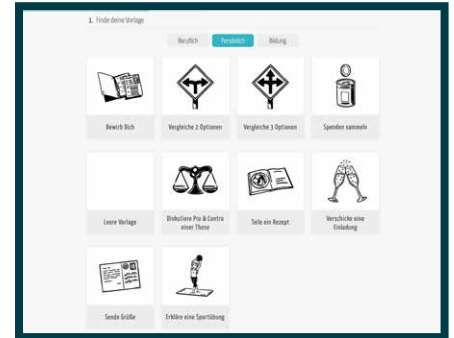 1. Finde deine Vorlage
Beruflich Persönlich Bildung
Bewirb Dich
Vergleiche 2 Optionen
Vergleiche 3 Optionen
Spenden sammeln
Leere Vorlage
Diskutiere Pro & Contra
einer These
Teile ein Rezept
Verschicke eine
Einladung
Sende Grüße
Erkläre eine Sportübung